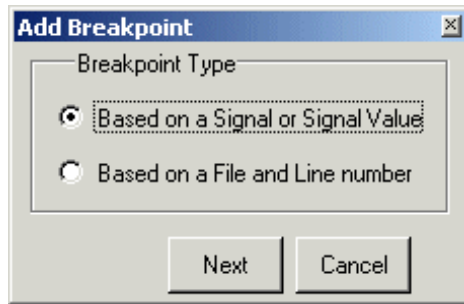 Add Breakpoint
Breakpoint Type
Based on a Signal or Signal Value
Based on a File and Line number
Next Cancel